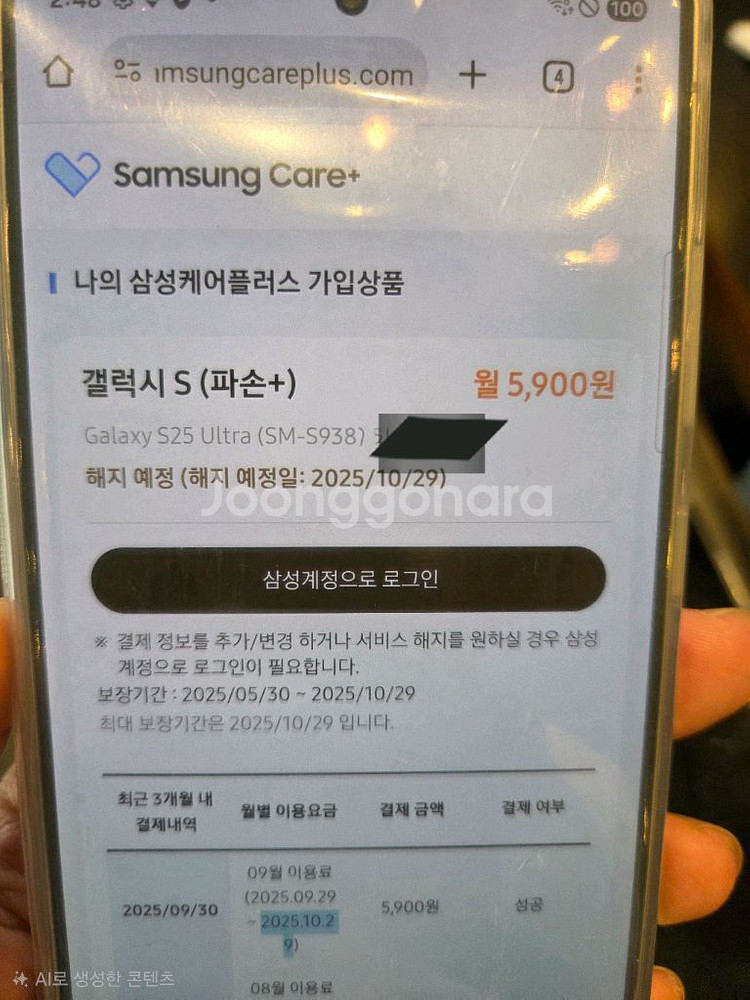 2:48
100
ımsungcareplus.com
4
Samsung Care+
나의 삼성케어플러스 가입상품
갤럭시 S (파손+)
월 5,900원
Galaxy S25 Ultra (SM-S938)
해지 예정 (해지 예정일: 2025/10/29)
Joonggonara
삼성계정으로 로그인
※ 결제 정보를 추가/변경 하거나 서비스 해지를 원하실 경우 삼성
계정으로 로그인이 필요합니다.
보장기간 : 2025/05/30 ~ 2025/10/29
최대 보장기간은 2025/10/29 입니다.
최근 3개월 내
결제내역
월별 이용요금
결제 금액
결제 여부
2025/09/30
09월 이용료
(2025.09.29
~ 2025.10.2
9)
5,900원
성공
08월 이용료
AI로 생성한 콘텐츠